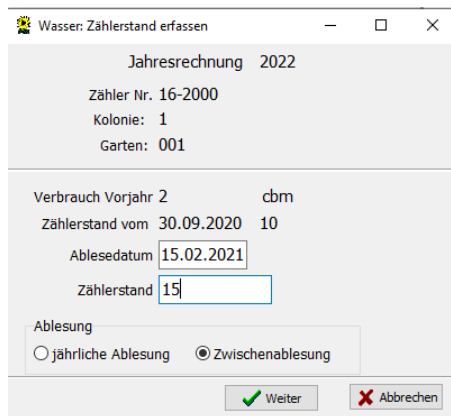 Wasser: Zählerstand erfassen
Jahresrechnung 2022
Zähler Nr. 16-2000
Kolonie: 1
Garten: 001
Verbrauch Vorjahr 2 cbm
Zählerstand vom 30.09.2020 10
Ablesedatum 15.02.2021
Zählerstand 15
Ablesung
jährliche Ablesung Zwischenablesung
Weiter Abbrechen